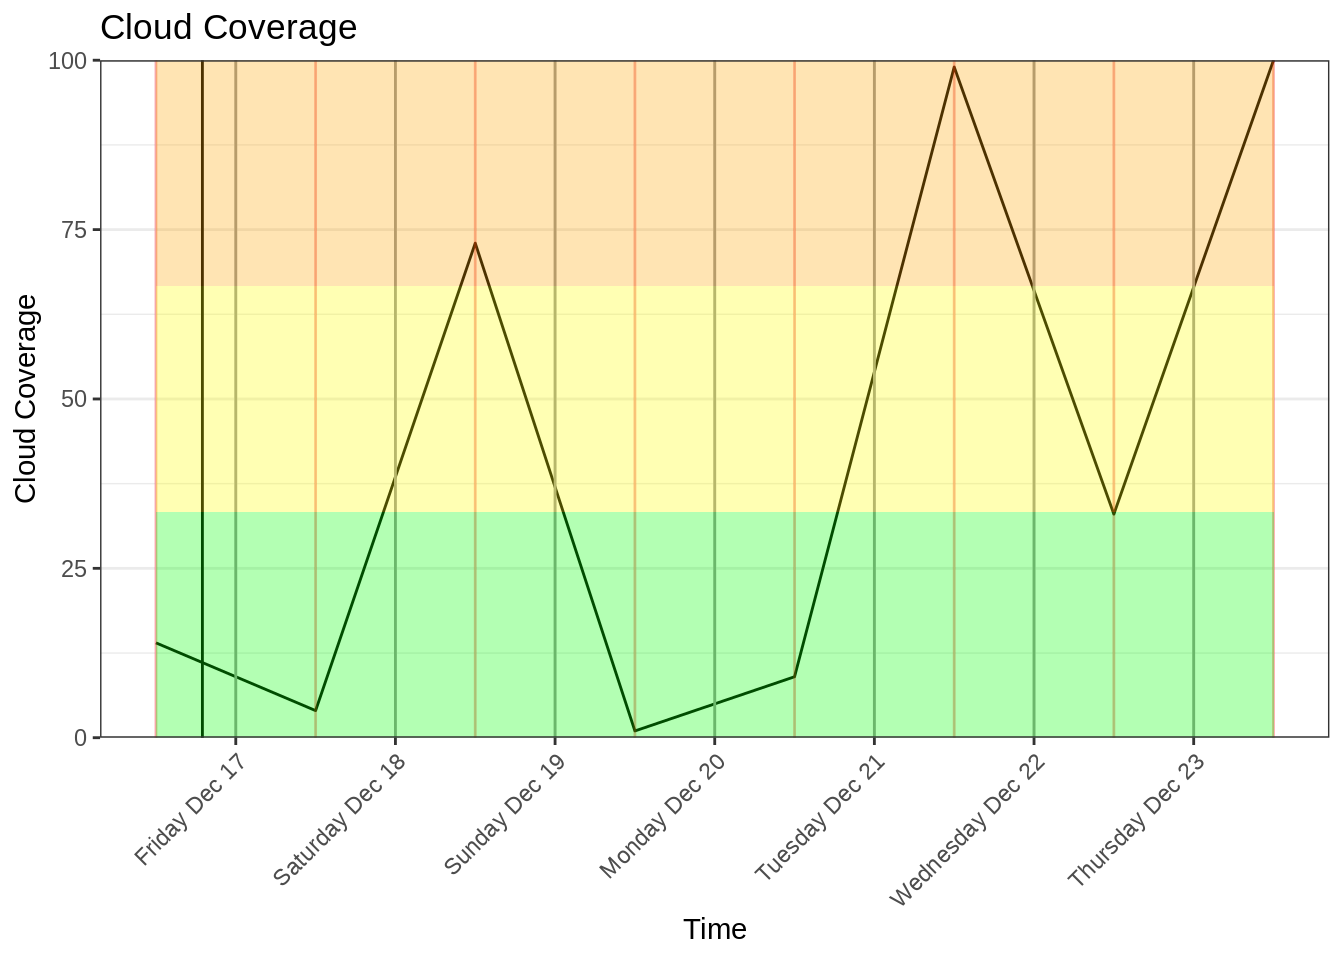 Cloud Coverage
100
75
50
25
0
Cloud Coverage
Friday Dec 17
Saturday Dec 18
Sunday Dec 19
Monday Dec 20
Tuesday Dec 21
Wednesday Dec 22
Thursday Dec 23
Time